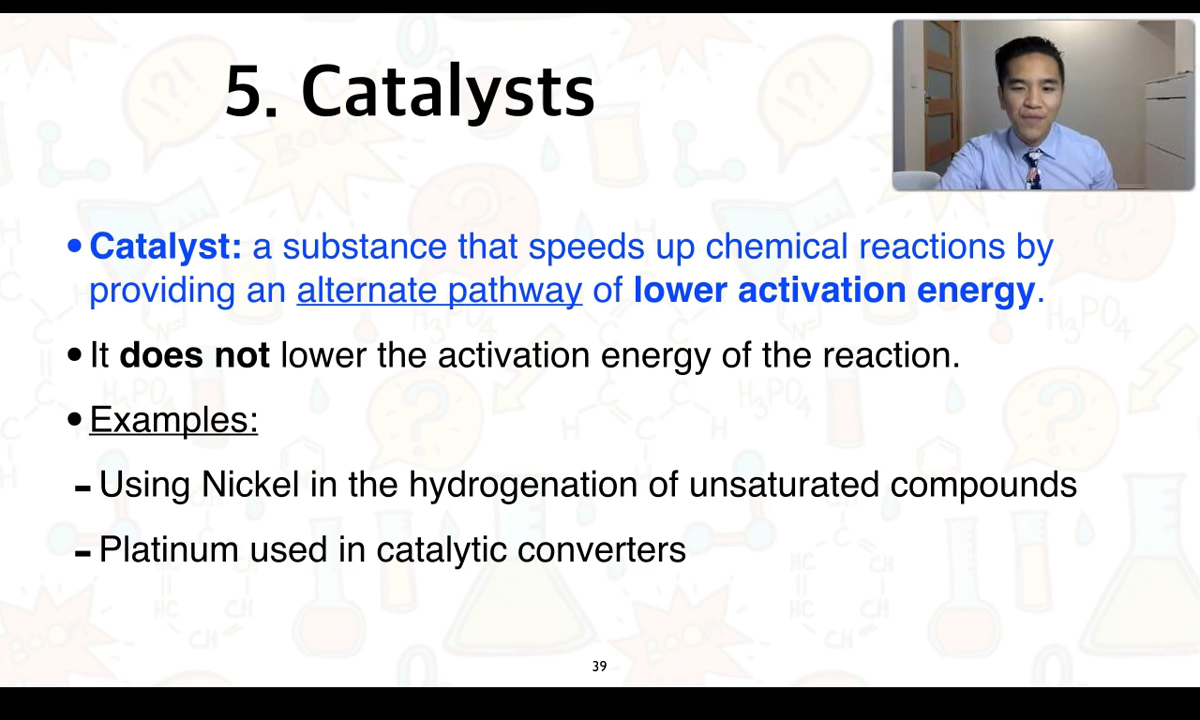 5. Catalysts
• Catalyst: a substance that speeds up chemical reactions by
providing an alternate pathway of lower activation energy.
• It does not lower the activation energy of the reaction.
• Examples:
- Using Nickel in the hydrogenation of unsaturated compounds
- Platinum used in catalytic converters
39